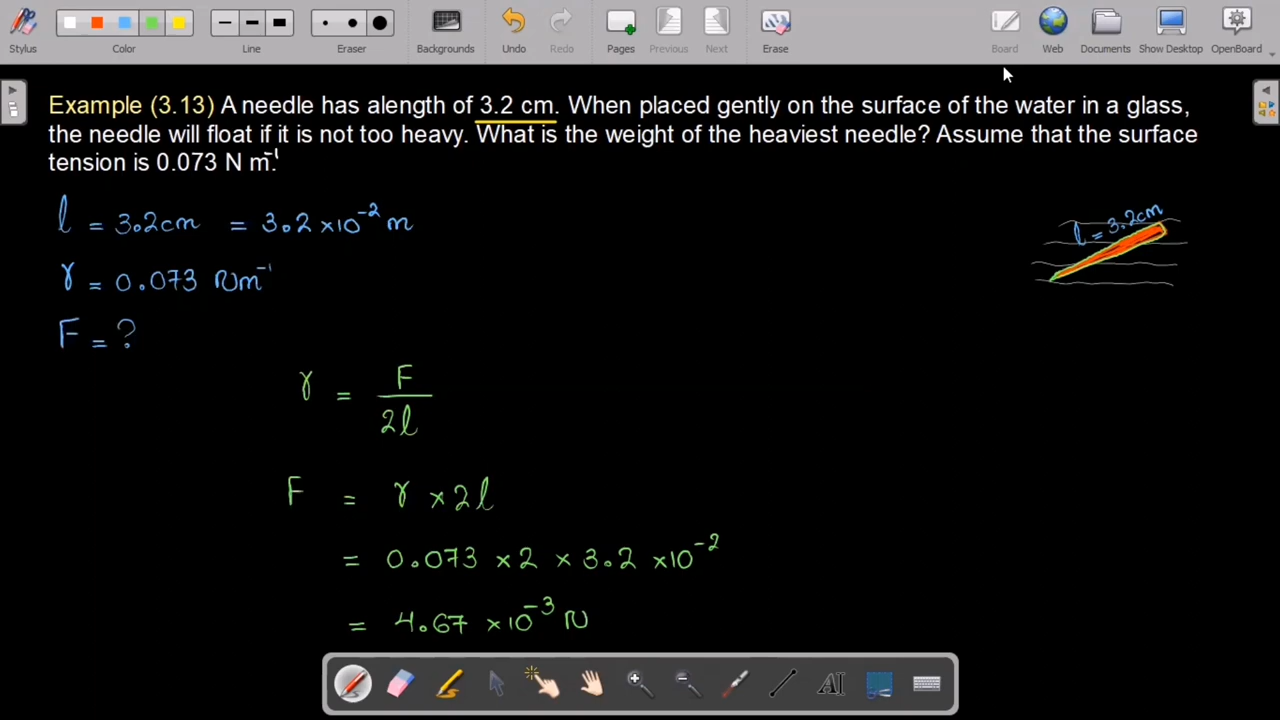 Stylus Color Line Eraser Backgrounds Undo Redo Pages Previous Next Erase Board Web Documents Show Desktop OpenBoard
Example (3.13) A needle has alength of 3.2 cm. When placed gently on the surface of the water in a glass,
the needle will float if it is not too heavy. What is the weight of the heaviest needle? Assume that the surface
tension is 0.073 N m⁻¹.
l = 3.2cm = 3.2 ×10⁻² m
l = 3.2cm
γ = 0.073 Nm⁻¹
F = ?
γ = F / 2l
F = γ × 2l
= 0.073 × 2 × 3.2 ×10⁻²
= 4.67 ×10⁻³ N